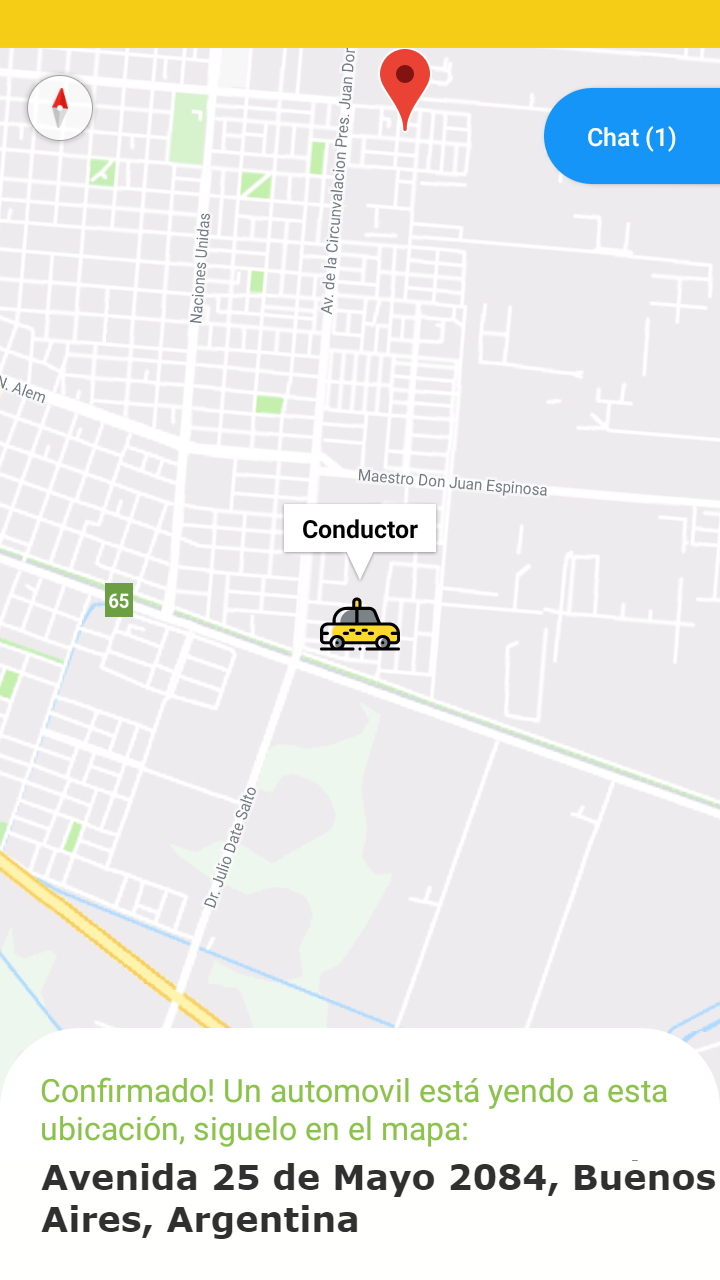 Chat (1)
Av. de la Circunvalacion Pres. Juan Dor
Naciones Unidas
N. Alem
Maestro Don Juan Espinosa
Conductor
65
Dr. Julio Date Salto
Confirmado! Un automovil está yendo a esta
ubicación, siguelo en el mapa:
Avenida 25 de Mayo 2084, Buenos
Aires, Argentina